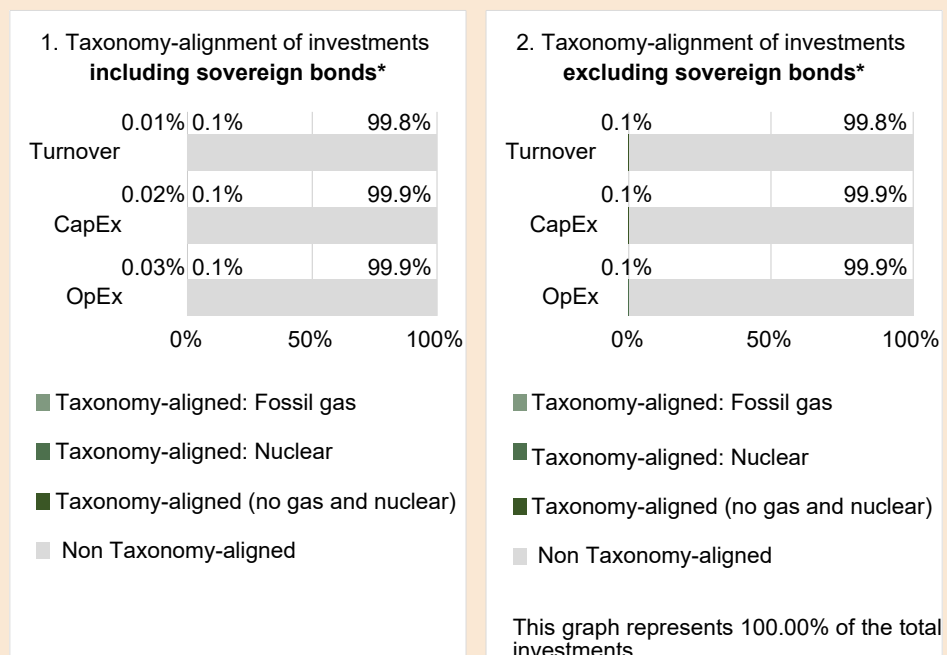 1. Taxonomy-alignment of investments
including sovereign bonds*
0.01% 0.1% 99.8%
Turnover
0.02% 0.1% 99.9%
CapEx
0.03% 0.1% 99.9%
OpEx
0% 50% 100%
Taxonomy-aligned: Fossil gas
Taxonomy-aligned: Nuclear
Taxonomy-aligned (no gas and nuclear)
Non Taxonomy-aligned
2. Taxonomy-alignment of investments
excluding sovereign bonds*
0.1% 99.8%
Turnover
0.1% 99.9%
CapEx
0.1% 99.9%
OpEx
0% 50% 100%
Taxonomy-aligned: Fossil gas
Taxonomy-aligned: Nuclear
Taxonomy-aligned (no gas and nuclear)
Non Taxonomy-aligned
This graph represents 100.00% of the total
investments